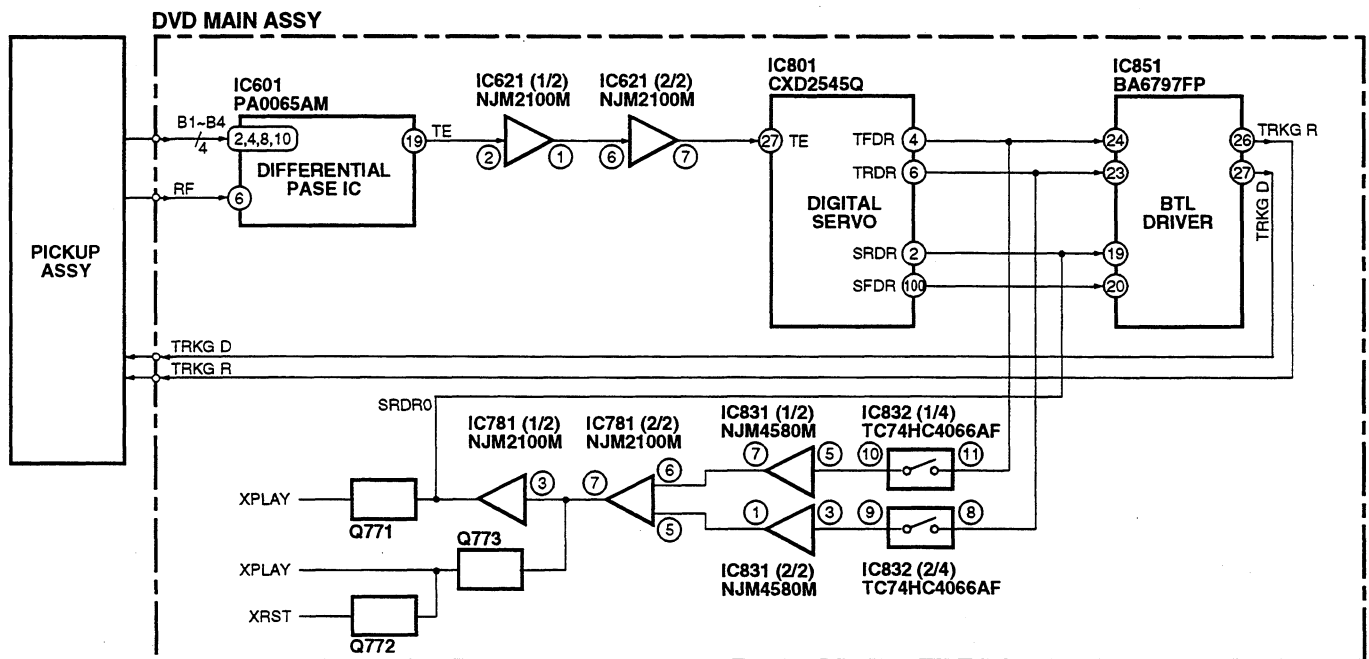 DVD MAIN ASSY
PICKUP
ASSY
B1~B4
4
RF
IC601
PA0065AM
2,4,8,10
6
DIFFERENTIAL
PASE IC
19
TE
IC621 (1/2)
NJM2100M
2
1
IC621 (2/2)
NJM2100M
6
7
IC801
CXD2545Q
27
TE
TFDR
4
TRDR
6
DIGITAL
SERVO
SRDR
2
SFDR
100
IC851
BA6797FP
24
23
19
20
BTL
DRIVER
26
TRKG R
27
TRKG D
TRKG D
TRKG R
SRDR0
IC781 (1/2)
NJM2100M
3
IC781 (2/2)
NJM2100M
7
6
5
IC831 (1/2)
NJM4580M
7
5
IC832 (1/4)
TC74HC4066AF
10
11
1
3
9
8
IC831 (2/2)
NJM4580M
IC832 (2/4)
TC74HC4066AF
XPLAY
Q771
Q773
XPLAY
XRST
Q772